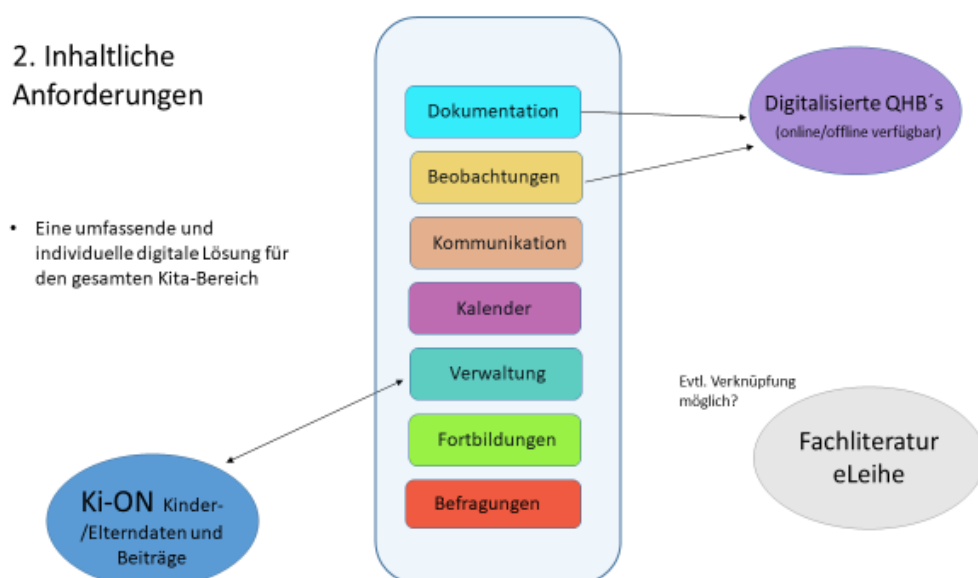 2. Inhaltliche
Anforderungen
• Eine umfassende und
individuelle digitale Lösung für
den gesamten Kita-Bereich
Dokumentation
Beobachtungen
Kommunikation
Kalender
Verwaltung
Fortbildungen
Befragungen
Digitalisierte QHB´s
(online/offline verfügbar)
Evtl. Verknüpfung
möglich?
Fachliteratur
eLeihe
Ki-ON Kinder-
/Elterndaten und
Beiträge